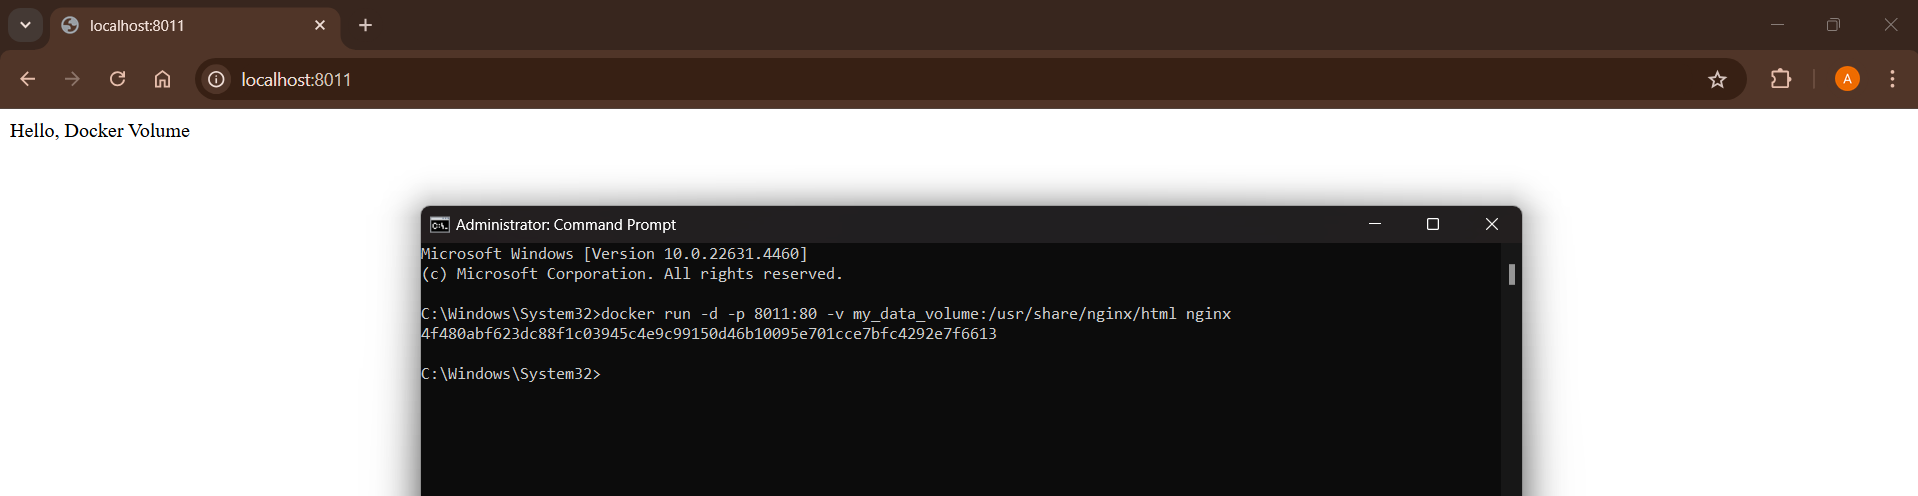 localhost:8011
localhost:8011
A
Hello, Docker Volume
Administrator: Command Prompt
Microsoft Windows [Version 10.0.22631.4460]
(c) Microsoft Corporation. All rights reserved.
C:\Windows\System32>docker run -d -p 8011:80 -v my_data_volume:/usr/share/nginx/html nginx
4f480abf623dc88f1c03945c4e9c99150d46b10095e701cce7bfc4292e7f6613
C:\Windows\System32>